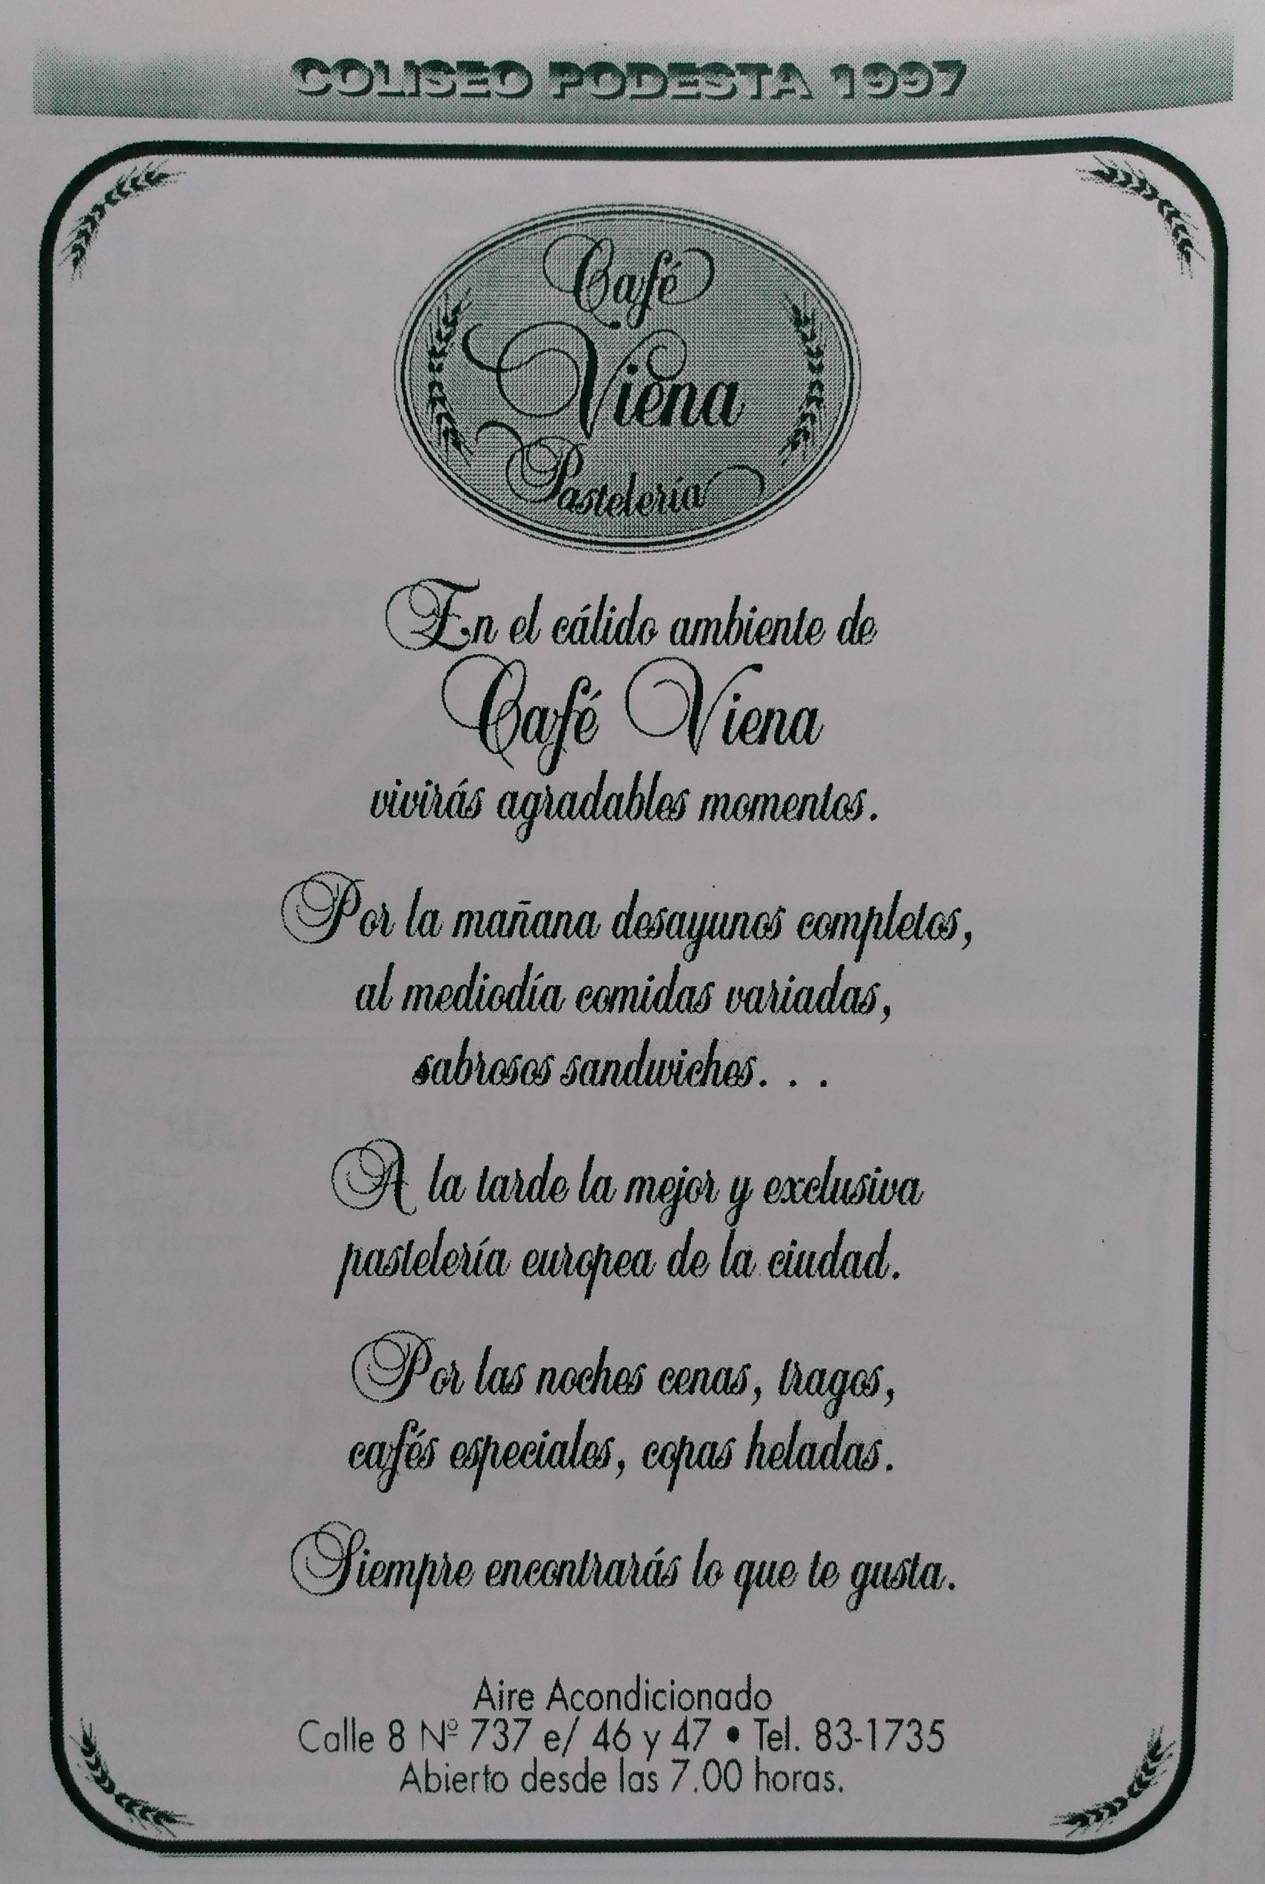 COLISEO PODESTA 1997
Café
Viena
Pastelería
En el cálido ambiente de
Café Viena
vivirás agradables momentos.
Por la mañana desayunos completos,
al mediodía comidas variadas,
sabrosos sandwiches. . .
A la tarde la mejor y exclusiva
pastelería europea de la ciudad.
Por las noches cenas, tragos,
cafés especiales, copas heladas.
Siempre encontrarás lo que te gusta.
Aire Acondicionado
Calle 8 Nº 737 e/ 46 y 47 • Tel. 83-1735
Abierto desde las 7.00 horas.